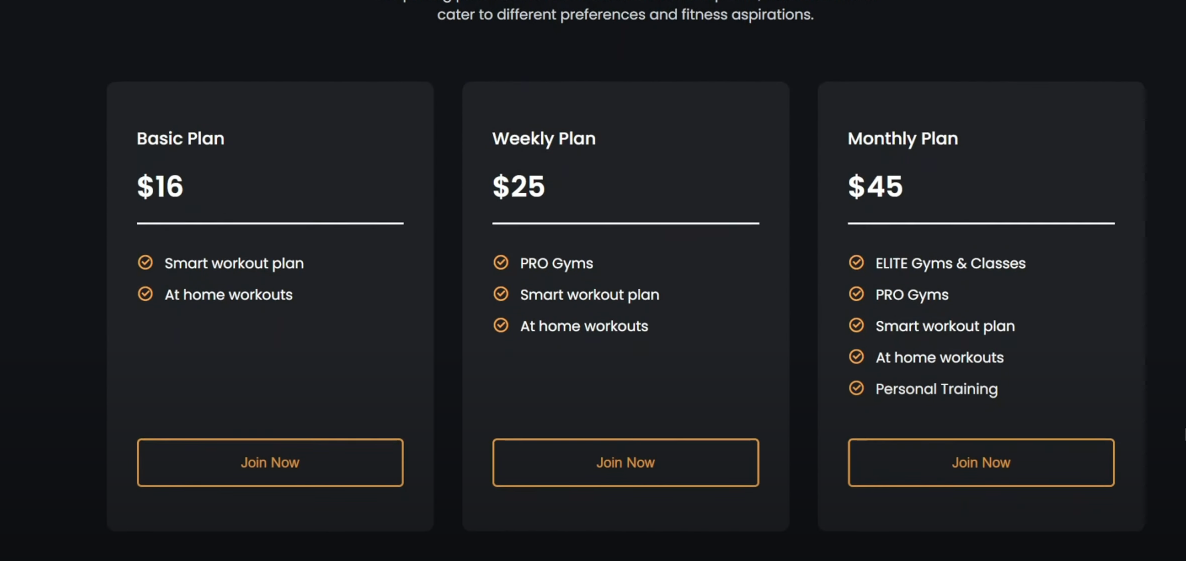 cater to different preferences and fitness aspirations.
Basic Plan
$16
Smart workout plan
At home workouts
Join Now
Weekly Plan
$25
PRO Gyms
Smart workout plan
At home workouts
Join Now
Monthly Plan
$45
ELITE Gyms & Classes
PRO Gyms
Smart workout plan
At home workouts
Personal Training
Join Now